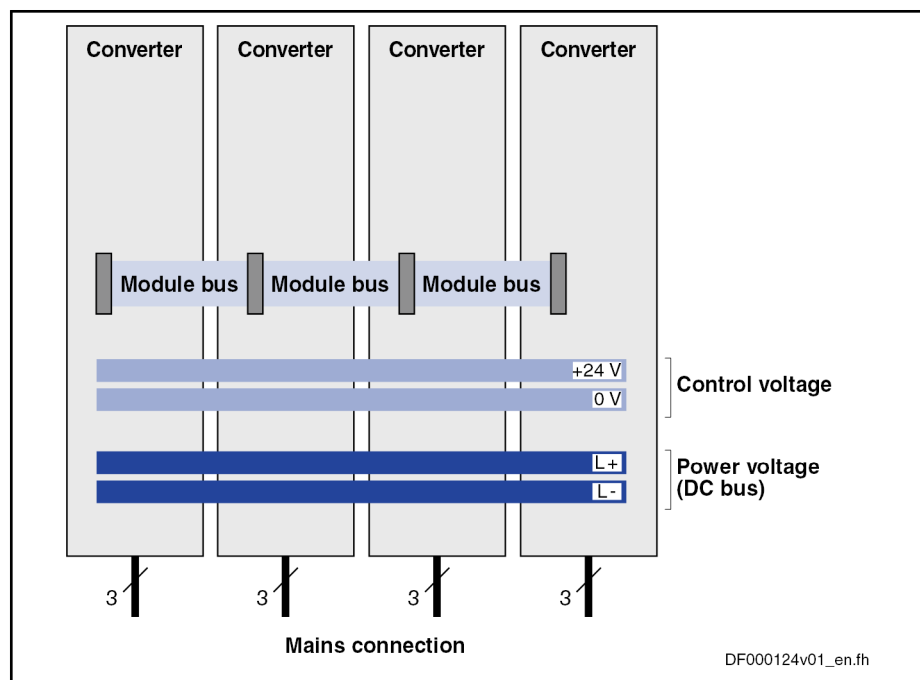 Converter Converter Converter Converter
Module bus Module bus Module bus
+24 V
Control voltage
0 V
L+
Power voltage
(DC bus)
L-
3 3 3 3
Mains connection
DF000124v01_en.fh